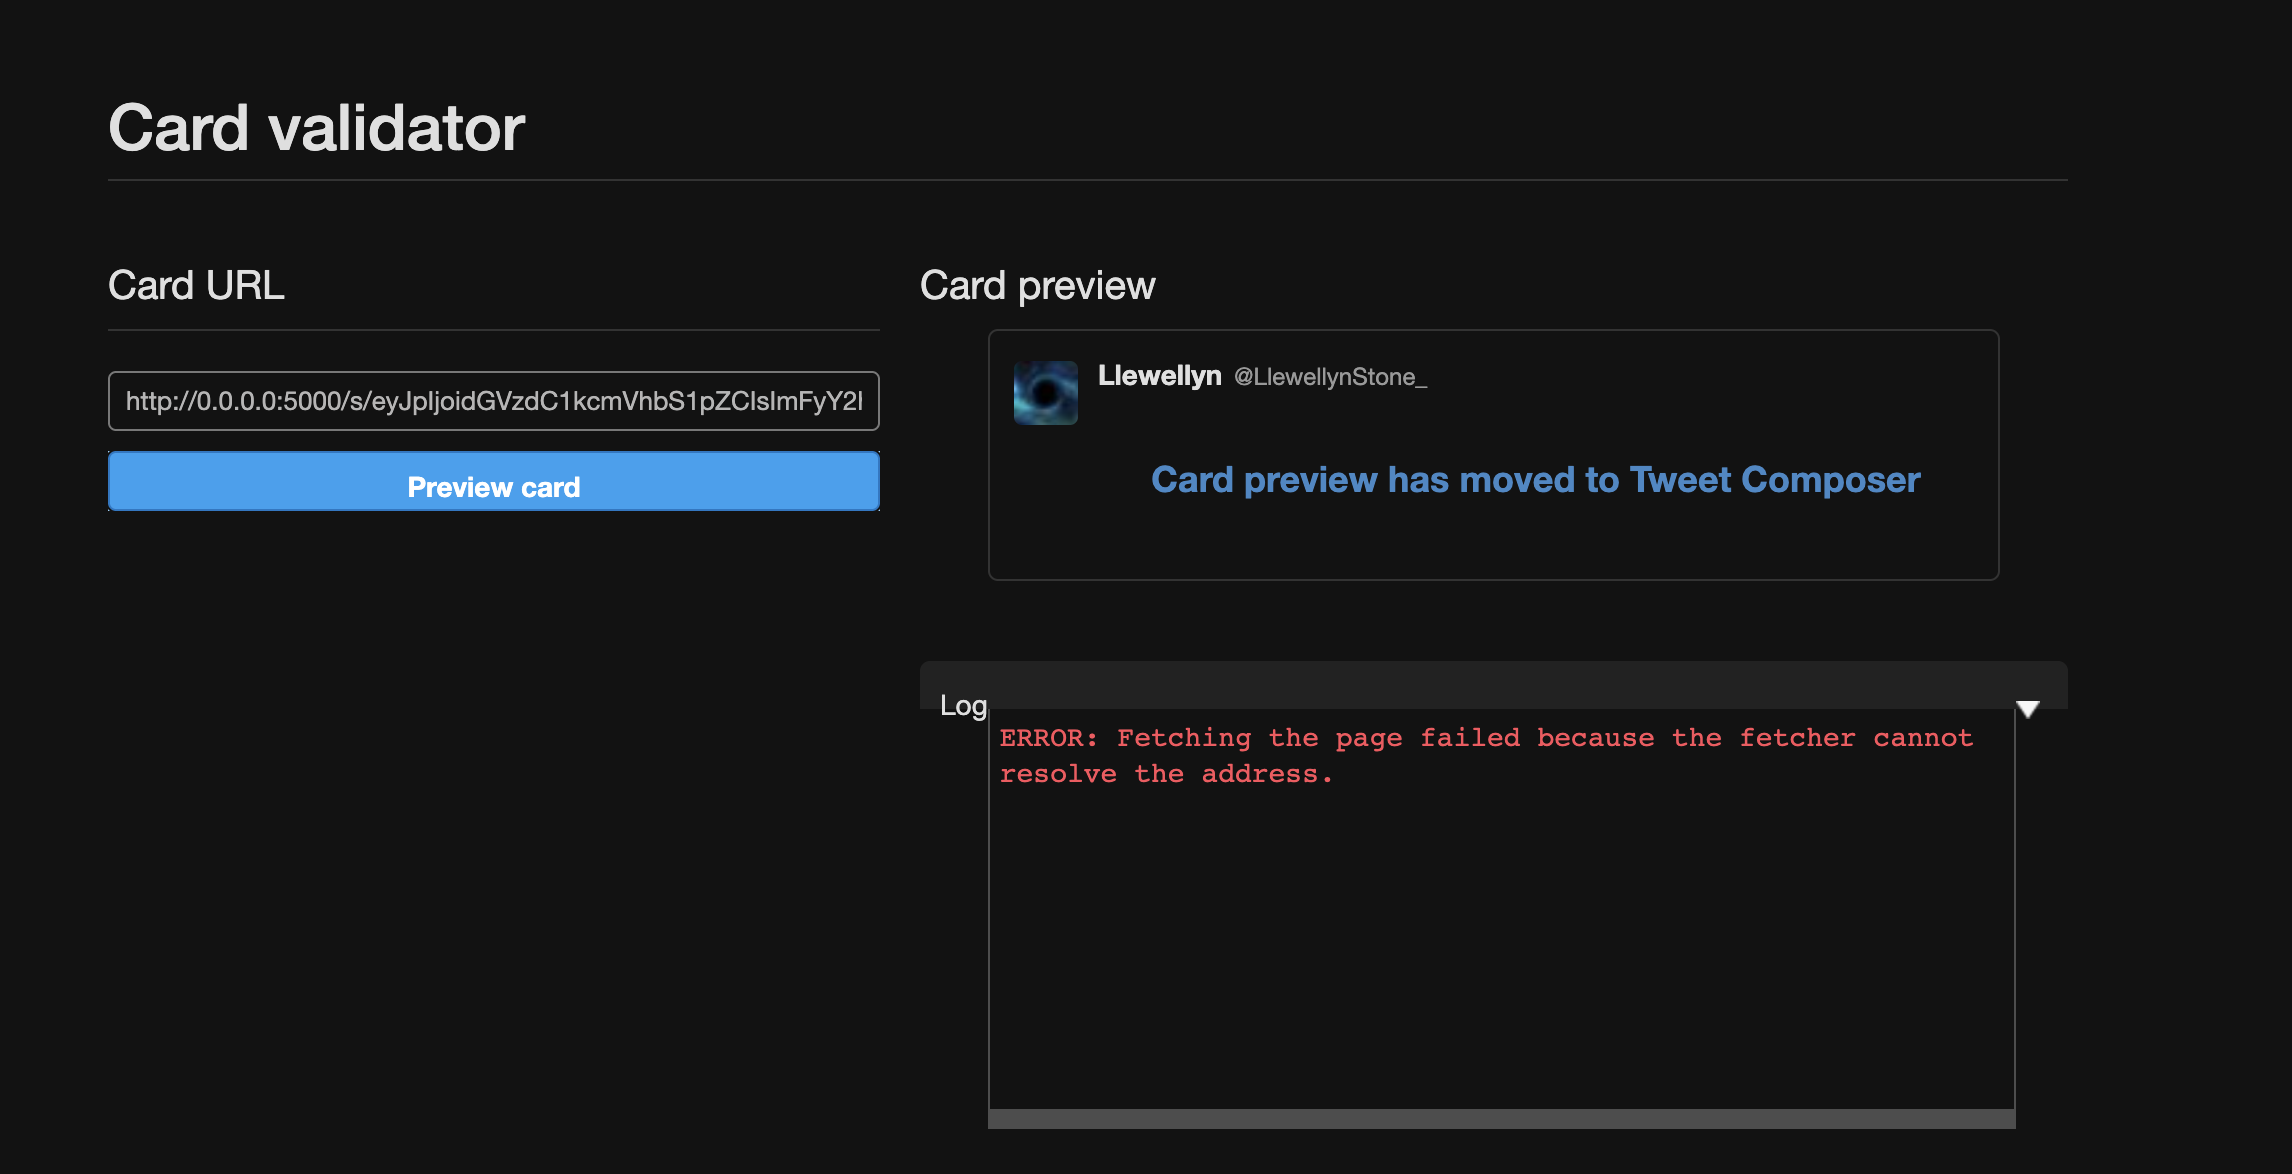 Card validator
Card URL
http://0.0.0.0:5000/s/eyJpIjoidGVzdC1kcmVhbS1pZCIsImFyY2l
Preview card
Card preview
Llewellyn @LlewellynStone_
Card preview has moved to Tweet Composer
Log
ERROR: Fetching the page failed because the fetcher cannot
resolve the address.